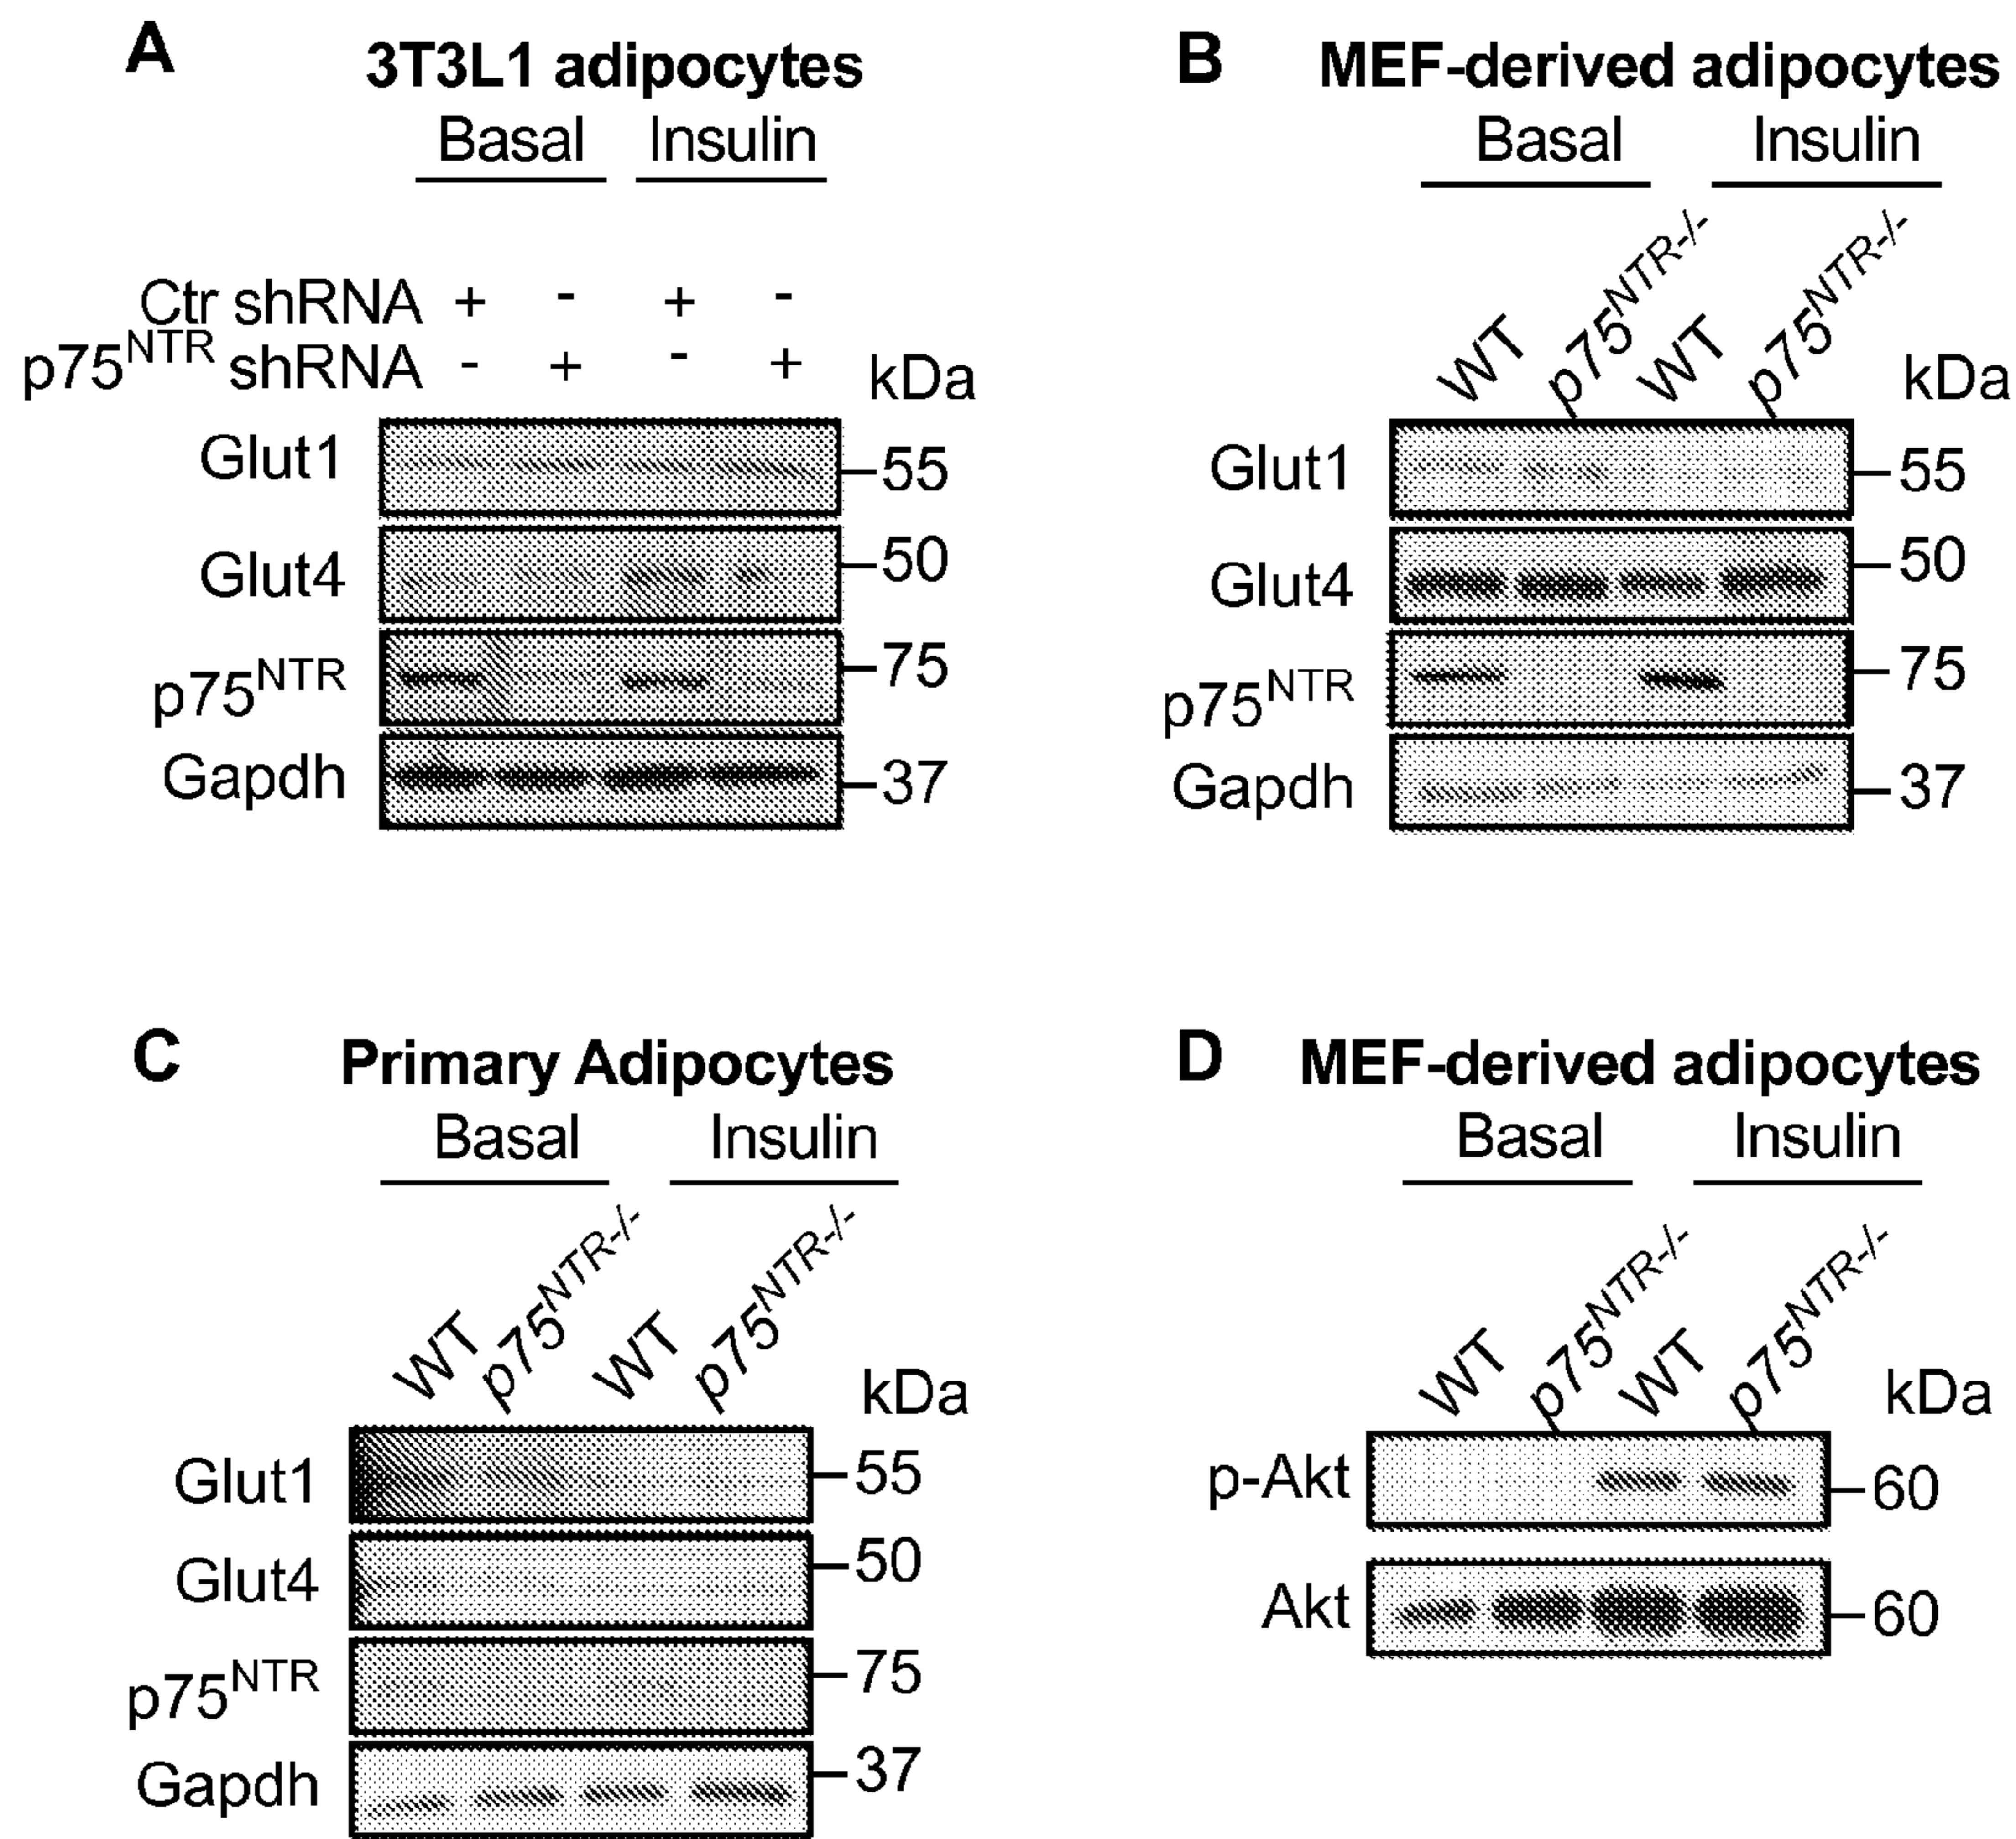 A
3T3L1 adipocytes
Basal Insulin
Ctr shRNA + - + -
p75NTR shRNA - + - +
kDa
Glut1 55
Glut4 50
p75NTR 75
Gapdh 37
B
MEF-derived adipocytes
Basal Insulin
WT p75NTR-/- WT p75NTR-/-
kDa
Glut1 55
Glut4 50
p75NTR 75
Gapdh 37
C
Primary Adipocytes
Basal Insulin
WT p75NTR-/- WT p75NTR-/-
kDa
Glut1 55
Glut4 50
p75NTR 75
Gapdh 37
D
MEF-derived adipocytes
Basal Insulin
WT p75NTR-/- WT p75NTR-/-
kDa
p-Akt 60
Akt 60